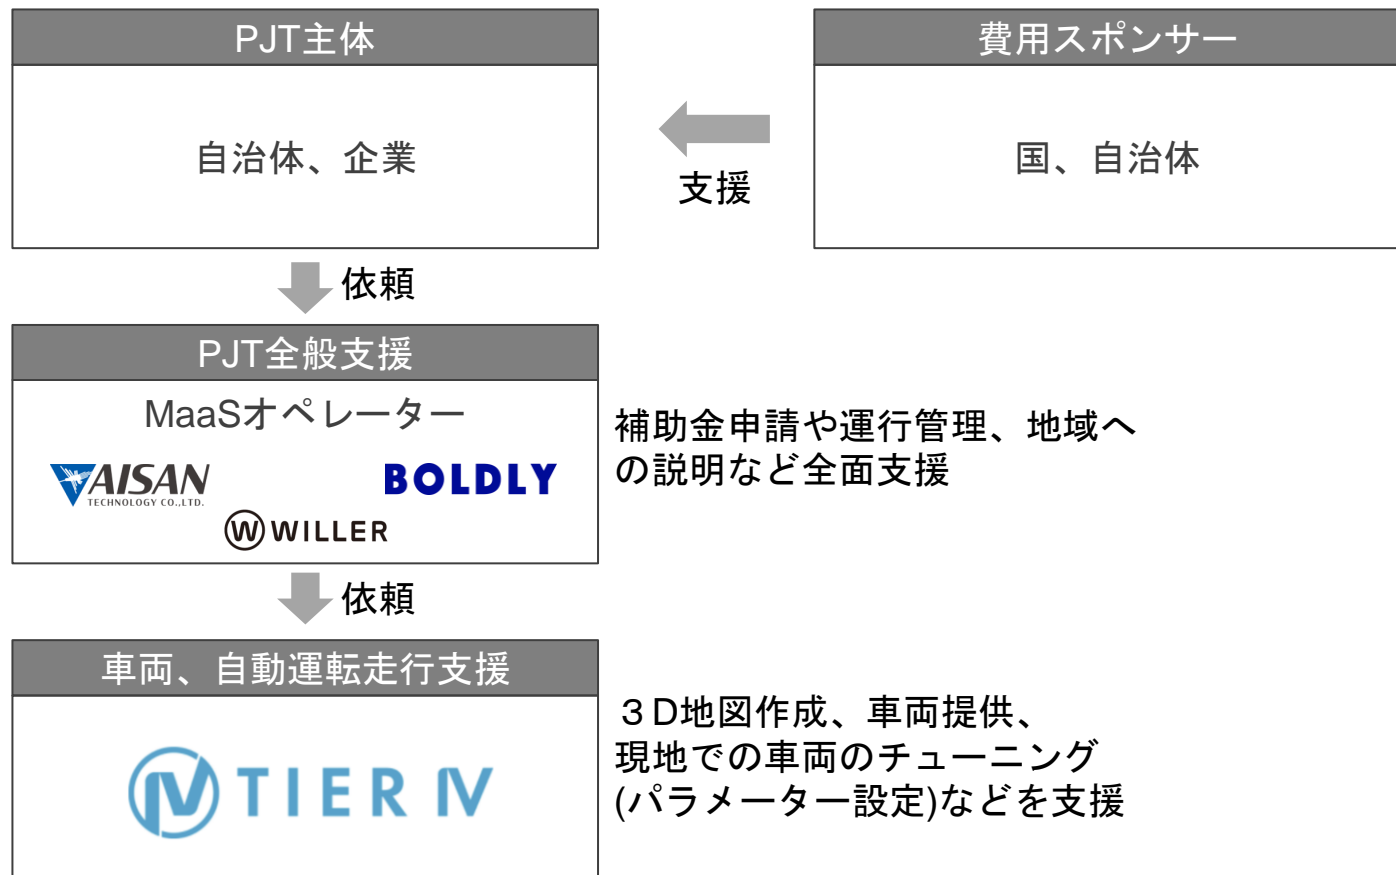 PJT主体
自治体、企業
費用スポンサー
国、自治体
支援
依頼
PJT全般支援
MaaSオペレーター
AISAN
TECHNOLOGY CO.,LTD.
BOLDLY
W WILLER
補助金申請や運行管理、地域へ
の説明など全面支援
依頼
車両、自動運転走行支援
IV TIER IV
３D地図作成、車両提供、
現地での車両のチューニング
(パラメーター設定)などを支援